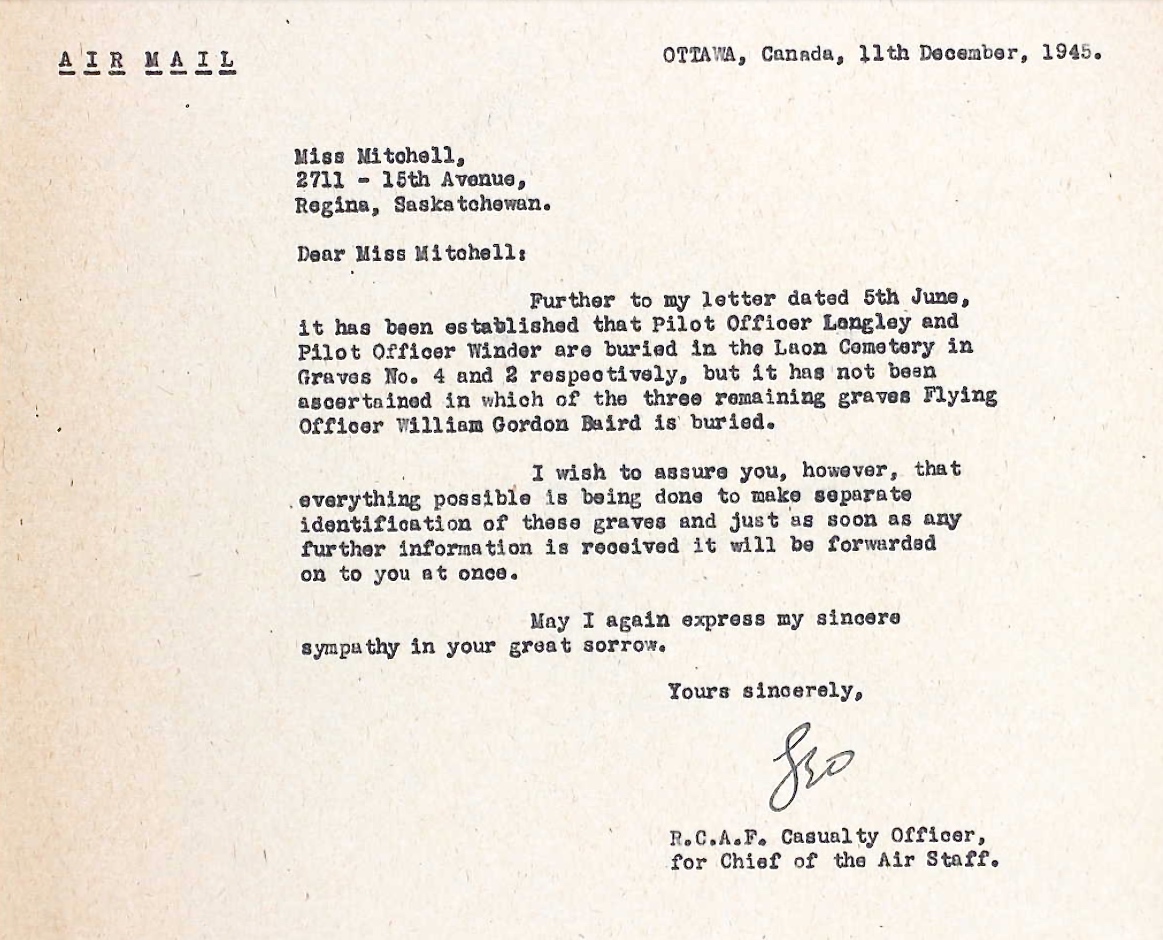 AIR MAIL
OTTAWA, Canada, 11th December, 1945.
Miss Mitchell,
2711 - 15th Avenue,
Regina, Saskatchewan.
Dear Miss Mitchell:
Further to my letter dated 5th June,
it has been established that Pilot Officer Langley and
Pilot Officer Winder are buried in the Laon Cemetery in
Graves No. 4 and 2 respectively, but it has not been
ascertained in which of the three remaining graves Flying
Officer William Gordon Baird is buried.
I wish to assure you, however, that
everything possible is being done to make separate
identification of these graves and just as soon as any
further information is received it will be forwarded
on to you at once.
May I again express my sincere
sympathy in your great sorrow.
Yours sincerely,
R.C.A.F. Casualty Officer,
for Chief of the Air Staff.